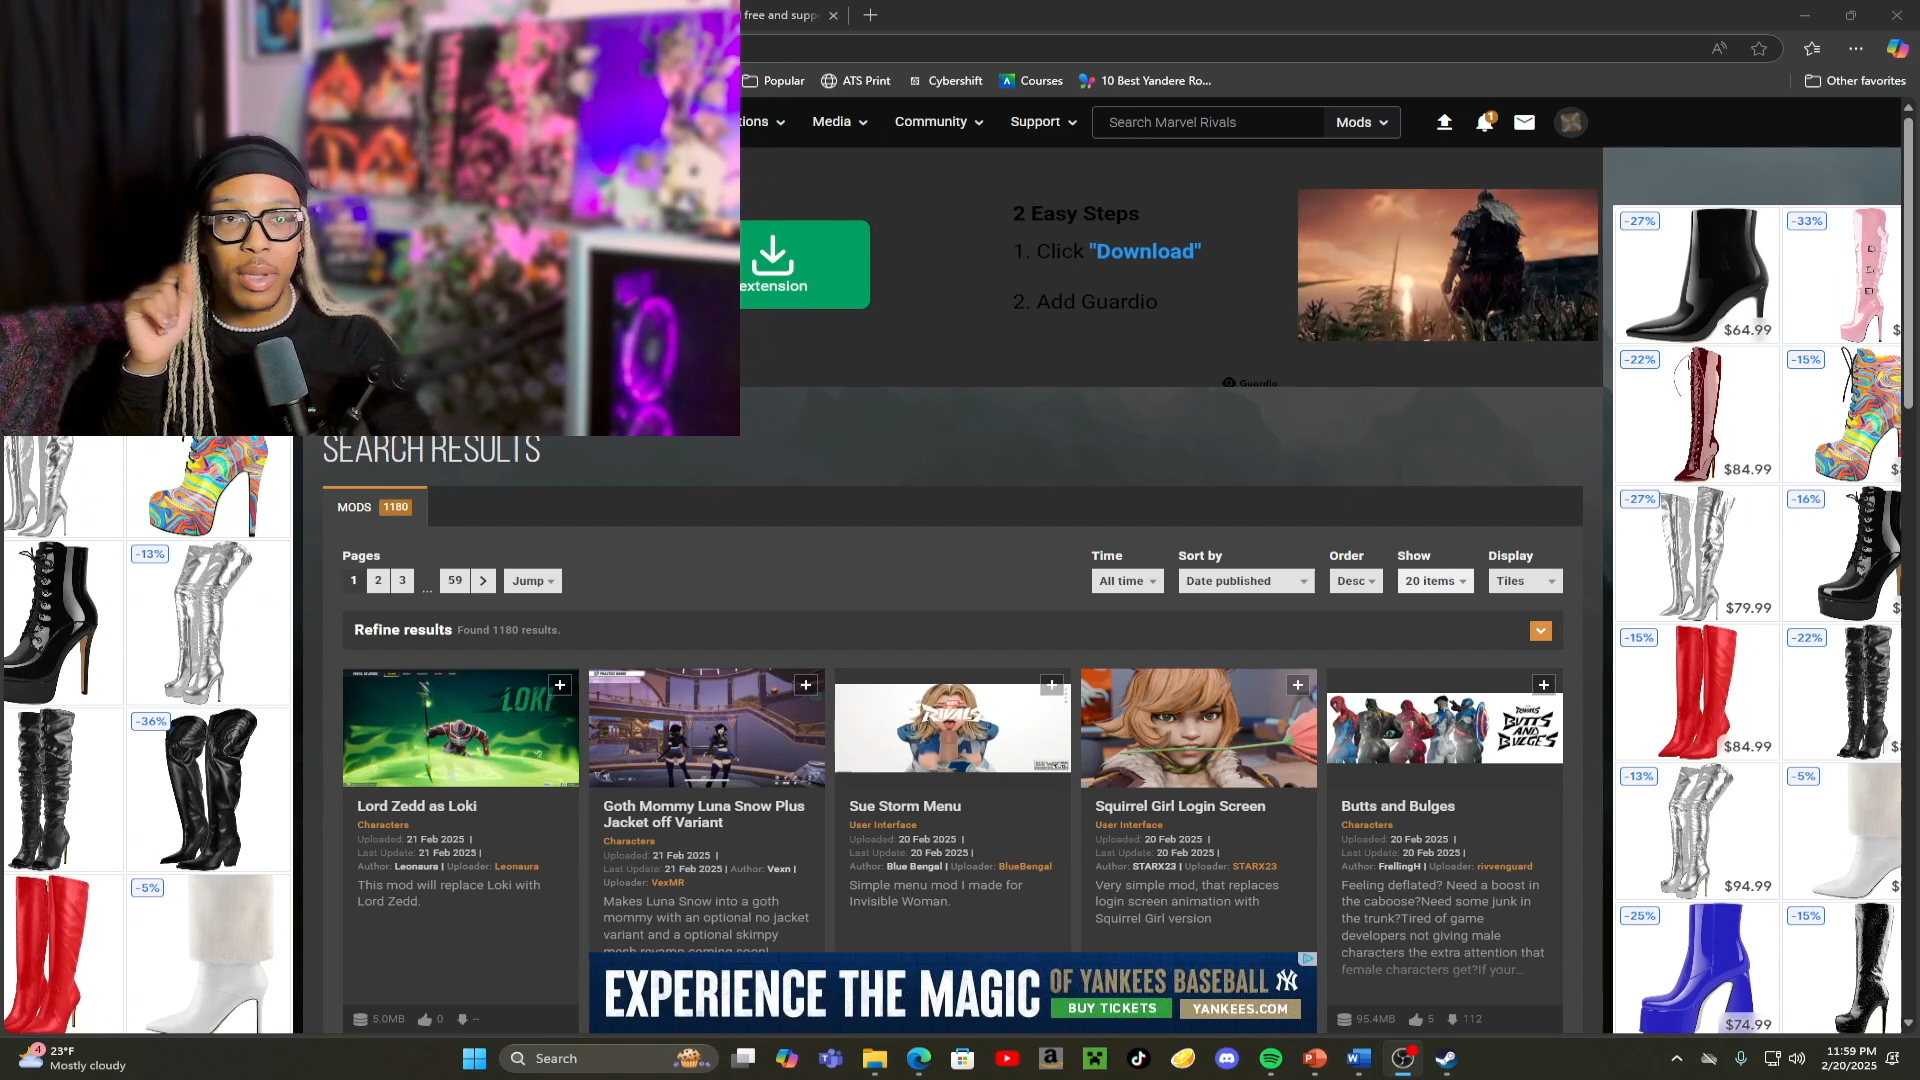 free and supp
Popular
ATS Print
Cybershift
Courses
10 Best Yandere Ro...
Other favorites
ions
Media
Community
Support
Search Marvel Rivals
Mods
1
extension
2 Easy Steps
1. Click "Download"
2. Add Guardio
Guardio
-27%
$64.99
-33%
$
-22%
$84.99
-15%
$
-27%
$79.99
-16%
$
-15%
$84.99
-22%
$
-13%
$94.99
-5%
$
-25%
$74.99
-15%
-13%
-36%
-5%
SEARCH RESULTS
MODS 1180
Pages
1 2 3 ... 59 > Jump
Time
All time
Sort by
Date published
Order
Desc
Show
20 items
Display
Tiles
Refine results Found 1180 results.
LOKI
Lord Zedd as Loki
Characters
Uploaded: 21 Feb 2025 |
Last Update: 21 Feb 2025 |
Author: Leonaura | Uploader: Leonaura
This mod will replace Loki with
Lord Zedd.
5.0MB 0 --
Goth Mommy Luna Snow Plus
Jacket off Variant
Characters
Uploaded: 21 Feb 2025 |
Last Update: 21 Feb 2025 | Author: Vexn |
Uploader: VexMR
Makes Luna Snow into a goth
mommy with an optional no jacket
variant and a optional skimpy
mesh revamp coming soon!
RIVALS
Sue Storm Menu
User Interface
Uploaded: 20 Feb 2025 |
Last Update: 20 Feb 2025 |
Author: Blue Bengal | Uploader: BlueBengal
Simple menu mod I made for
Invisible Woman.
Squirrel Girl Login Screen
User Interface
Uploaded: 20 Feb 2025 |
Last Update: 20 Feb 2025 |
Author: STARX23 | Uploader: STARX23
Very simple mod, that replaces
login screen animation with
Squirrel Girl version
RIVALS
BUTTS
AND
BULGES
Butts and Bulges
Characters
Uploaded: 20 Feb 2025 |
Last Update: 20 Feb 2025 |
Author: FrellingH | Uploader: rivvenguard
Feeling deflated? Need a boost in
the caboose?Need some junk in
the trunk?Tired of game
developers not giving male
characters the extra attention that
female characters get?If your...
95.4MB 5 112
EXPERIENCE THE MAGIC OF YANKEES BASEBALL
BUY TICKETS
YANKEES.COM
4
23°F
Mostly cloudy
Search
11:59 PM
2/20/2025